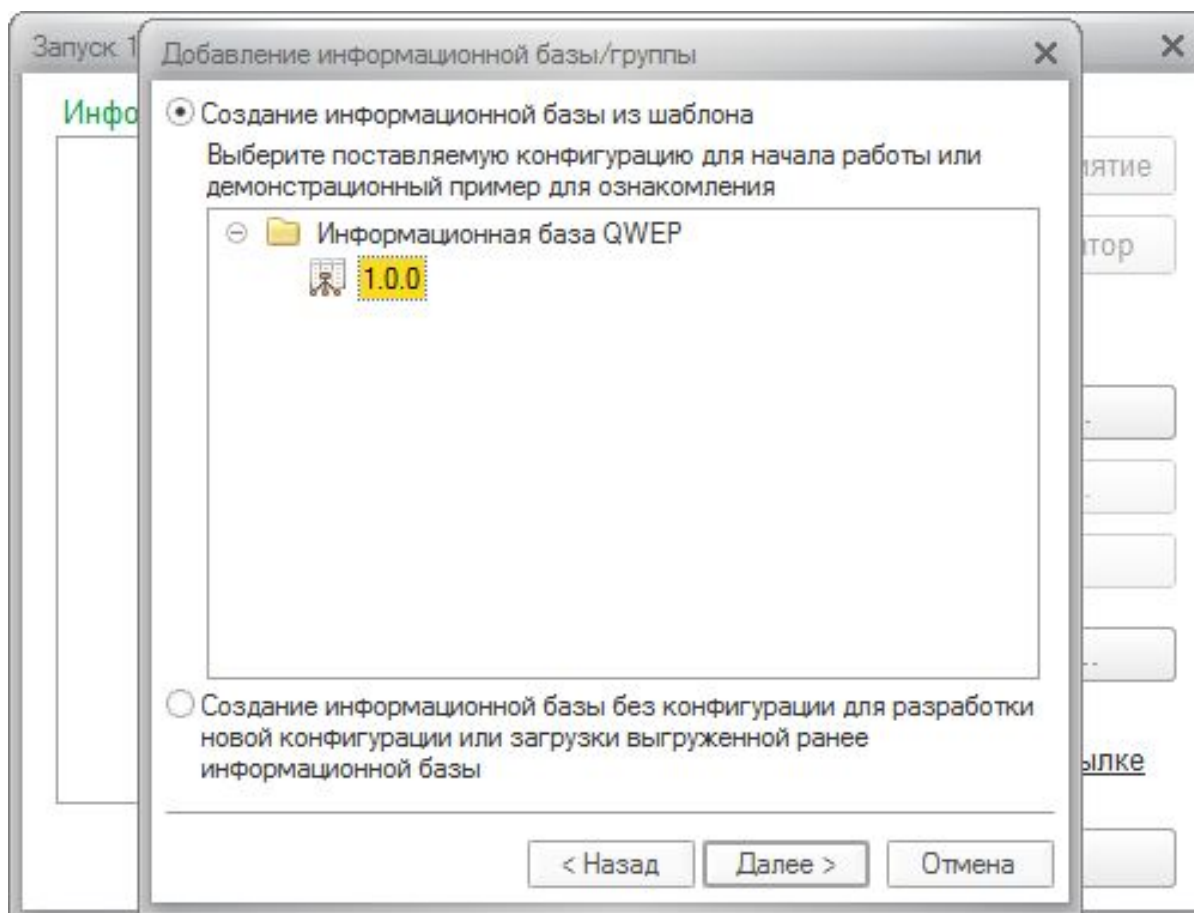 Запуск 1
Добавление информационной базы/группы
Инфо
Создание информационной базы из шаблона
Выберите поставляемую конфигурацию для начала работы или
демонстрационный пример для ознакомления
Информационная база QWEP
1.0.0
Создание информационной базы без конфигурации для разработки
новой конфигурации или загрузки выгруженной ранее
информационной базы
< Назад
Далее >
Отмена
иятие
тор
ылке